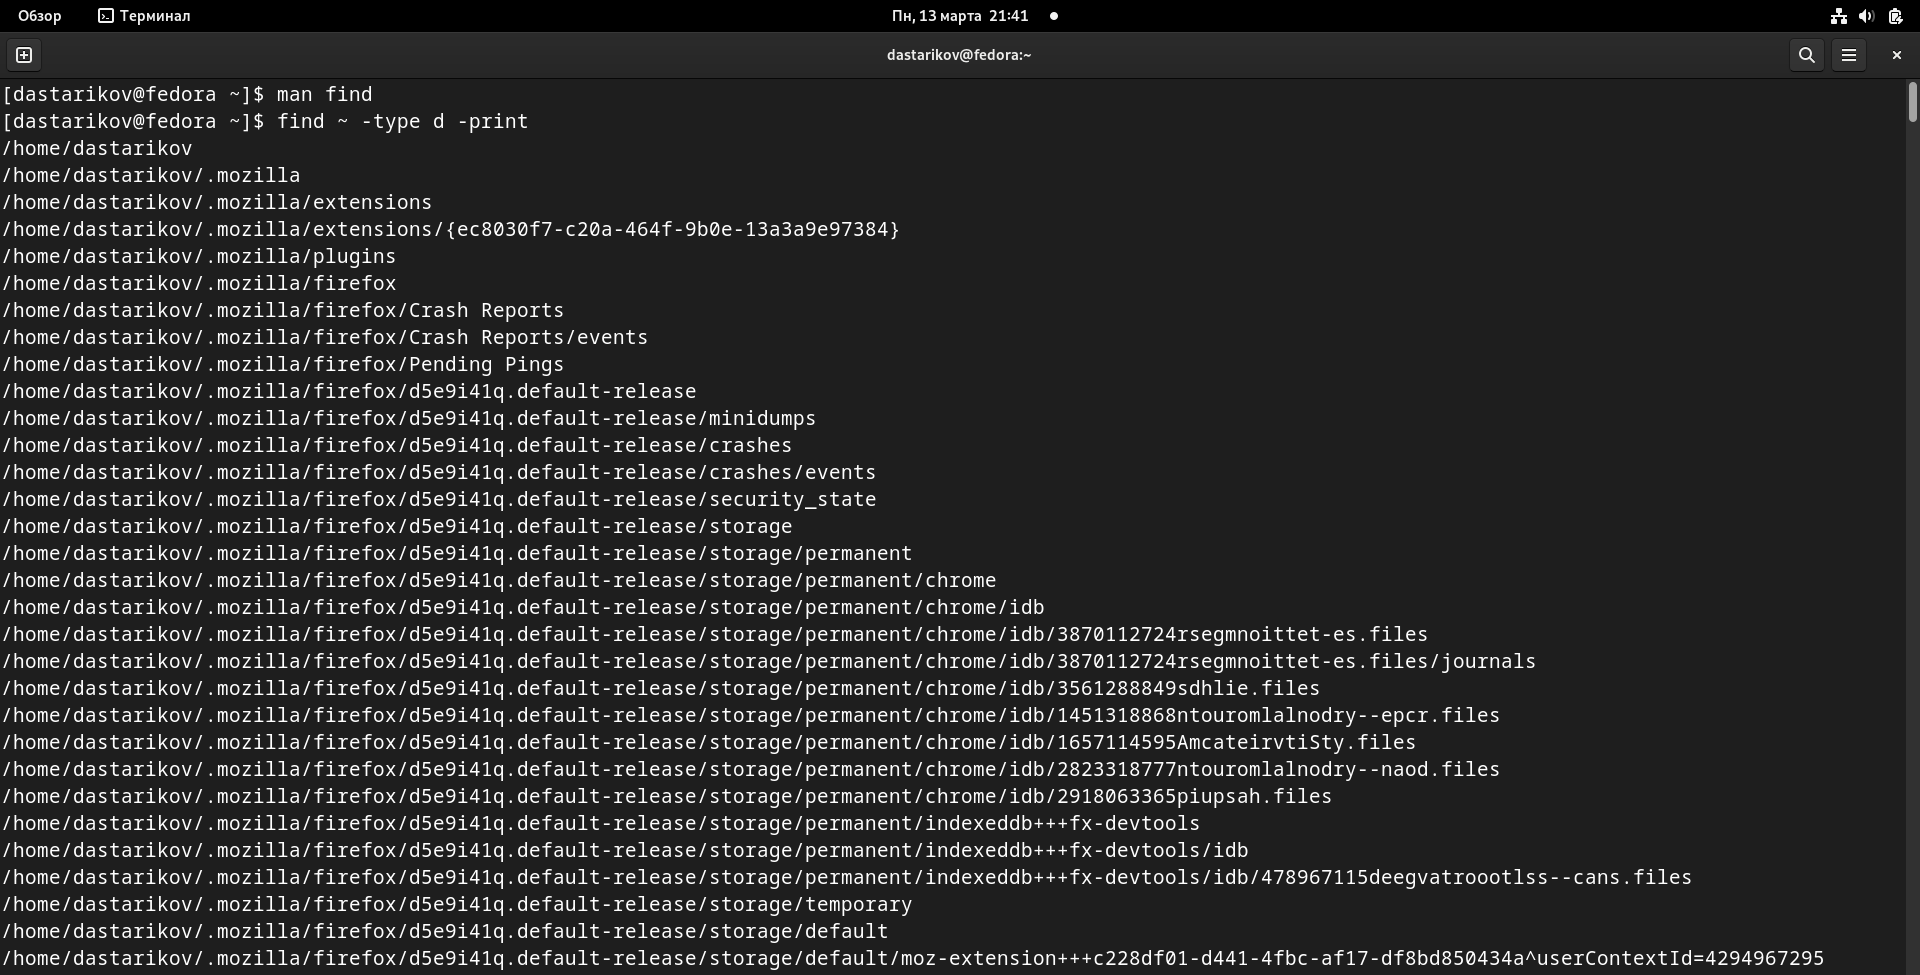 Обзор
Терминал
Пн, 13 марта 21:41
dastarikov@fedora:~
[dastarikov@fedora ~]$ man find
[dastarikov@fedora ~]$ find ~ -type d -print
/home/dastarikov
/home/dastarikov/.mozilla
/home/dastarikov/.mozilla/extensions
/home/dastarikov/.mozilla/extensions/{ec8030f7-c20a-464f-9b0e-13a3a9e97384}
/home/dastarikov/.mozilla/plugins
/home/dastarikov/.mozilla/firefox
/home/dastarikov/.mozilla/firefox/Crash Reports
/home/dastarikov/.mozilla/firefox/Crash Reports/events
/home/dastarikov/.mozilla/firefox/Pending Pings
/home/dastarikov/.mozilla/firefox/d5e9i41q.default-release
/home/dastarikov/.mozilla/firefox/d5e9i41q.default-release/minidumps
/home/dastarikov/.mozilla/firefox/d5e9i41q.default-release/crashes
/home/dastarikov/.mozilla/firefox/d5e9i41q.default-release/crashes/events
/home/dastarikov/.mozilla/firefox/d5e9i41q.default-release/security_state
/home/dastarikov/.mozilla/firefox/d5e9i41q.default-release/storage
/home/dastarikov/.mozilla/firefox/d5e9i41q.default-release/storage/permanent
/home/dastarikov/.mozilla/firefox/d5e9i41q.default-release/storage/permanent/chrome
/home/dastarikov/.mozilla/firefox/d5e9i41q.default-release/storage/permanent/chrome/idb
/home/dastarikov/.mozilla/firefox/d5e9i41q.default-release/storage/permanent/chrome/idb/3870112724rsegmnoittet-es.files
/home/dastarikov/.mozilla/firefox/d5e9i41q.default-release/storage/permanent/chrome/idb/3870112724rsegmnoittet-es.files/journals
/home/dastarikov/.mozilla/firefox/d5e9i41q.default-release/storage/permanent/chrome/idb/3561288849sdhlie.files
/home/dastarikov/.mozilla/firefox/d5e9i41q.default-release/storage/permanent/chrome/idb/1451318868ntouromlalnodry--epcr.files
/home/dastarikov/.mozilla/firefox/d5e9i41q.default-release/storage/permanent/chrome/idb/1657114595AmcateirvtiSty.files
/home/dastarikov/.mozilla/firefox/d5e9i41q.default-release/storage/permanent/chrome/idb/2823318777ntouromlalnodry--naod.files
/home/dastarikov/.mozilla/firefox/d5e9i41q.default-release/storage/permanent/chrome/idb/2918063365piupsah.files
/home/dastarikov/.mozilla/firefox/d5e9i41q.default-release/storage/permanent/indexeddb+++fx-devtools
/home/dastarikov/.mozilla/firefox/d5e9i41q.default-release/storage/permanent/indexeddb+++fx-devtools/idb
/home/dastarikov/.mozilla/firefox/d5e9i41q.default-release/storage/permanent/indexeddb+++fx-devtools/idb/478967115deegvatroootlss--cans.files
/home/dastarikov/.mozilla/firefox/d5e9i41q.default-release/storage/temporary
/home/dastarikov/.mozilla/firefox/d5e9i41q.default-release/storage/default
/home/dastarikov/.mozilla/firefox/d5e9i41q.default-release/storage/default/moz-extension+++c228df01-d441-4fbc-af17-df8bd850434a^userContextId=4294967295